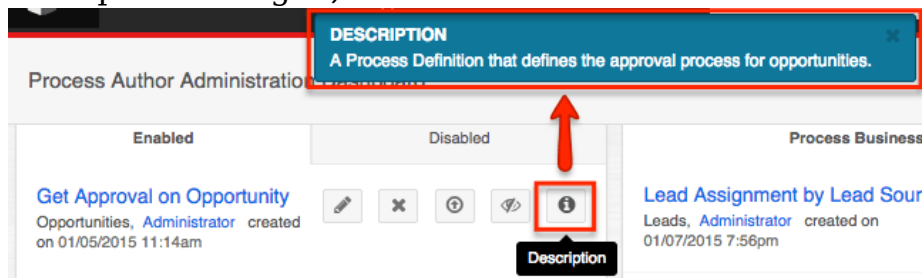 DESCRIPTION
A Process Definition that defines the approval process for opportunities.
Process Author Administration
Enabled
Disabled
Process Business
Get Approval on Opportunity
Opportunities, Administrator created
on 01/05/2015 11:14am
Description
Lead Assignment by Lead Sour
Leads, Administrator created on
01/07/2015 7:56pm